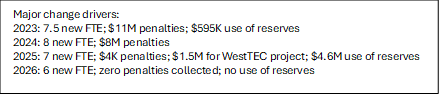 Major change drivers:
2023: 7.5 new FTE; $11M penalties; $595K use of reserves
2024: 8 new FTE; $8M penalties
2025: 7 new FTE; $4K penalties; $1.5M for WestTEC project; $4.6M use of reserves
2026: 6 new FTE; zero penalties collected; no use of reserves